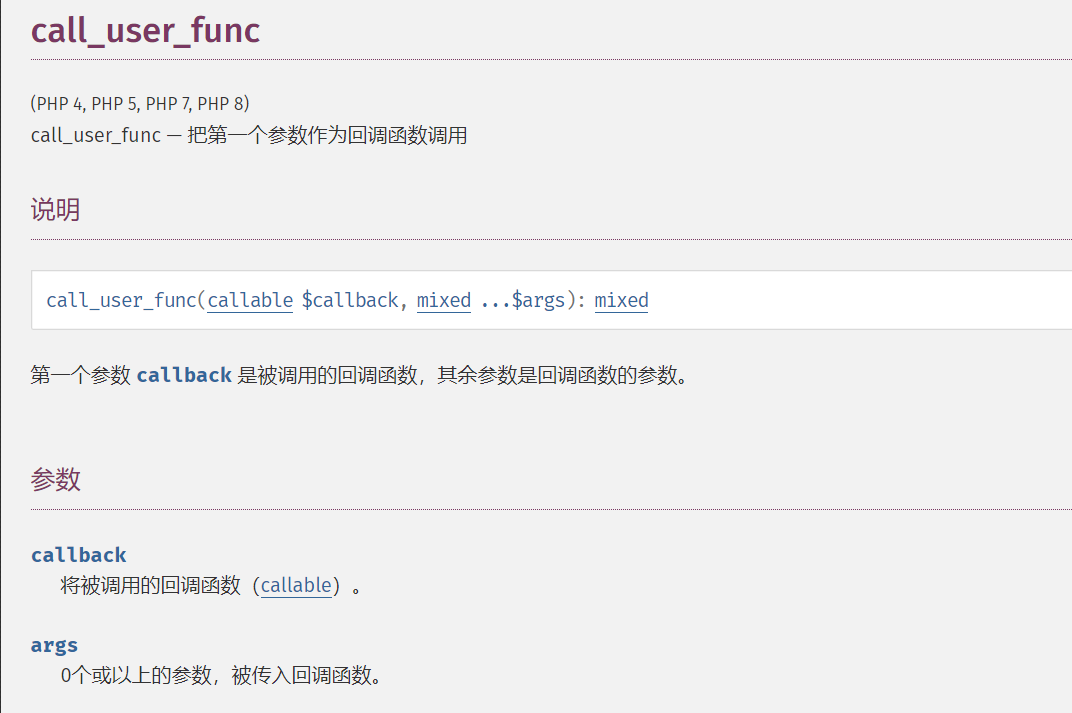 call_user_func
(PHP 4, PHP 5, PHP 7, PHP 8)
call_user_func — 把第一个参数作为回调函数调用
说明
call_user_func(callable $callback, mixed ...$args): mixed
第一个参数 callback 是被调用的回调函数，其余参数是回调函数的参数。
参数
callback
将被调用的回调函数（callable）。
args
0个或以上的参数，被传入回调函数。